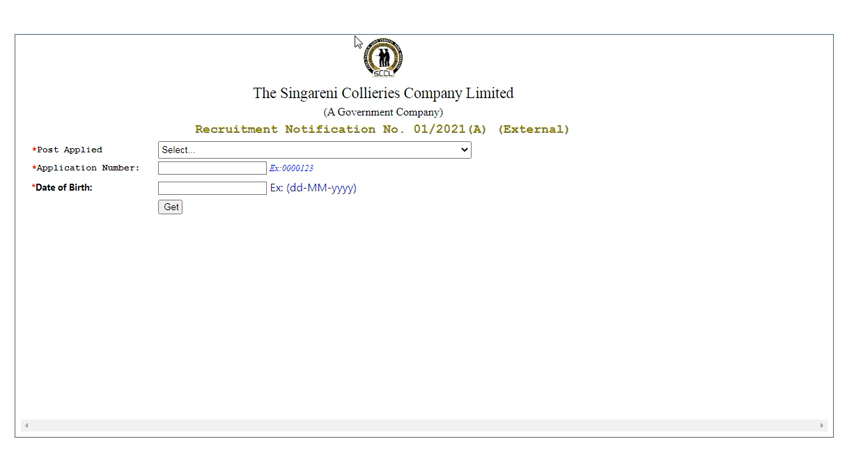 SCCL
The Singareni Collieries Company Limited
(A Government Company)
Recruitment Notification No. 01/2021(A) (External)
*Post Applied Select...
*Application Number: Ex:0000123
*Date of Birth: Ex: (dd-MM-yyyy)
Get